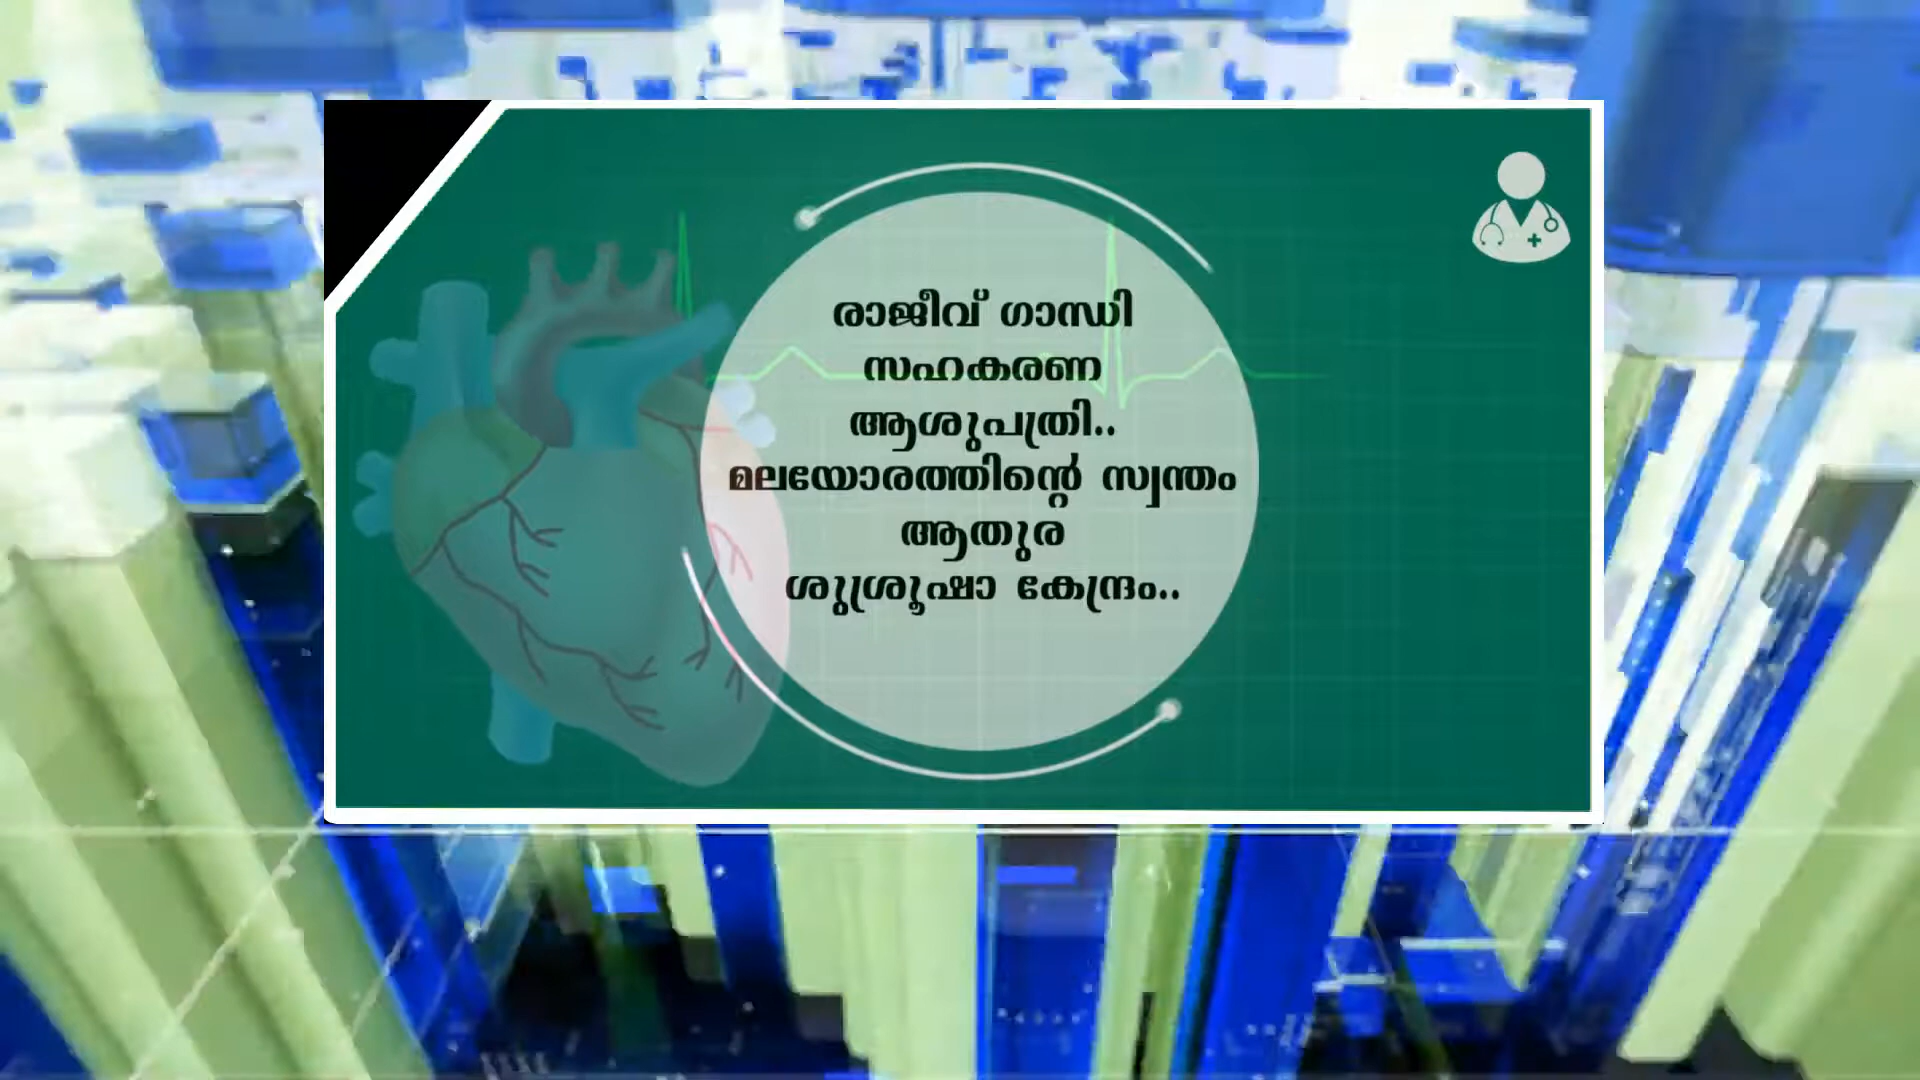 രാജീവ് ഗാന്ധി
സഹകരണ
ആശുപത്രി..
മലയോരത്തിന്റെ സ്വന്തം
ആതുര
ശുശ്രൂഷാ കേന്ദ്രം..